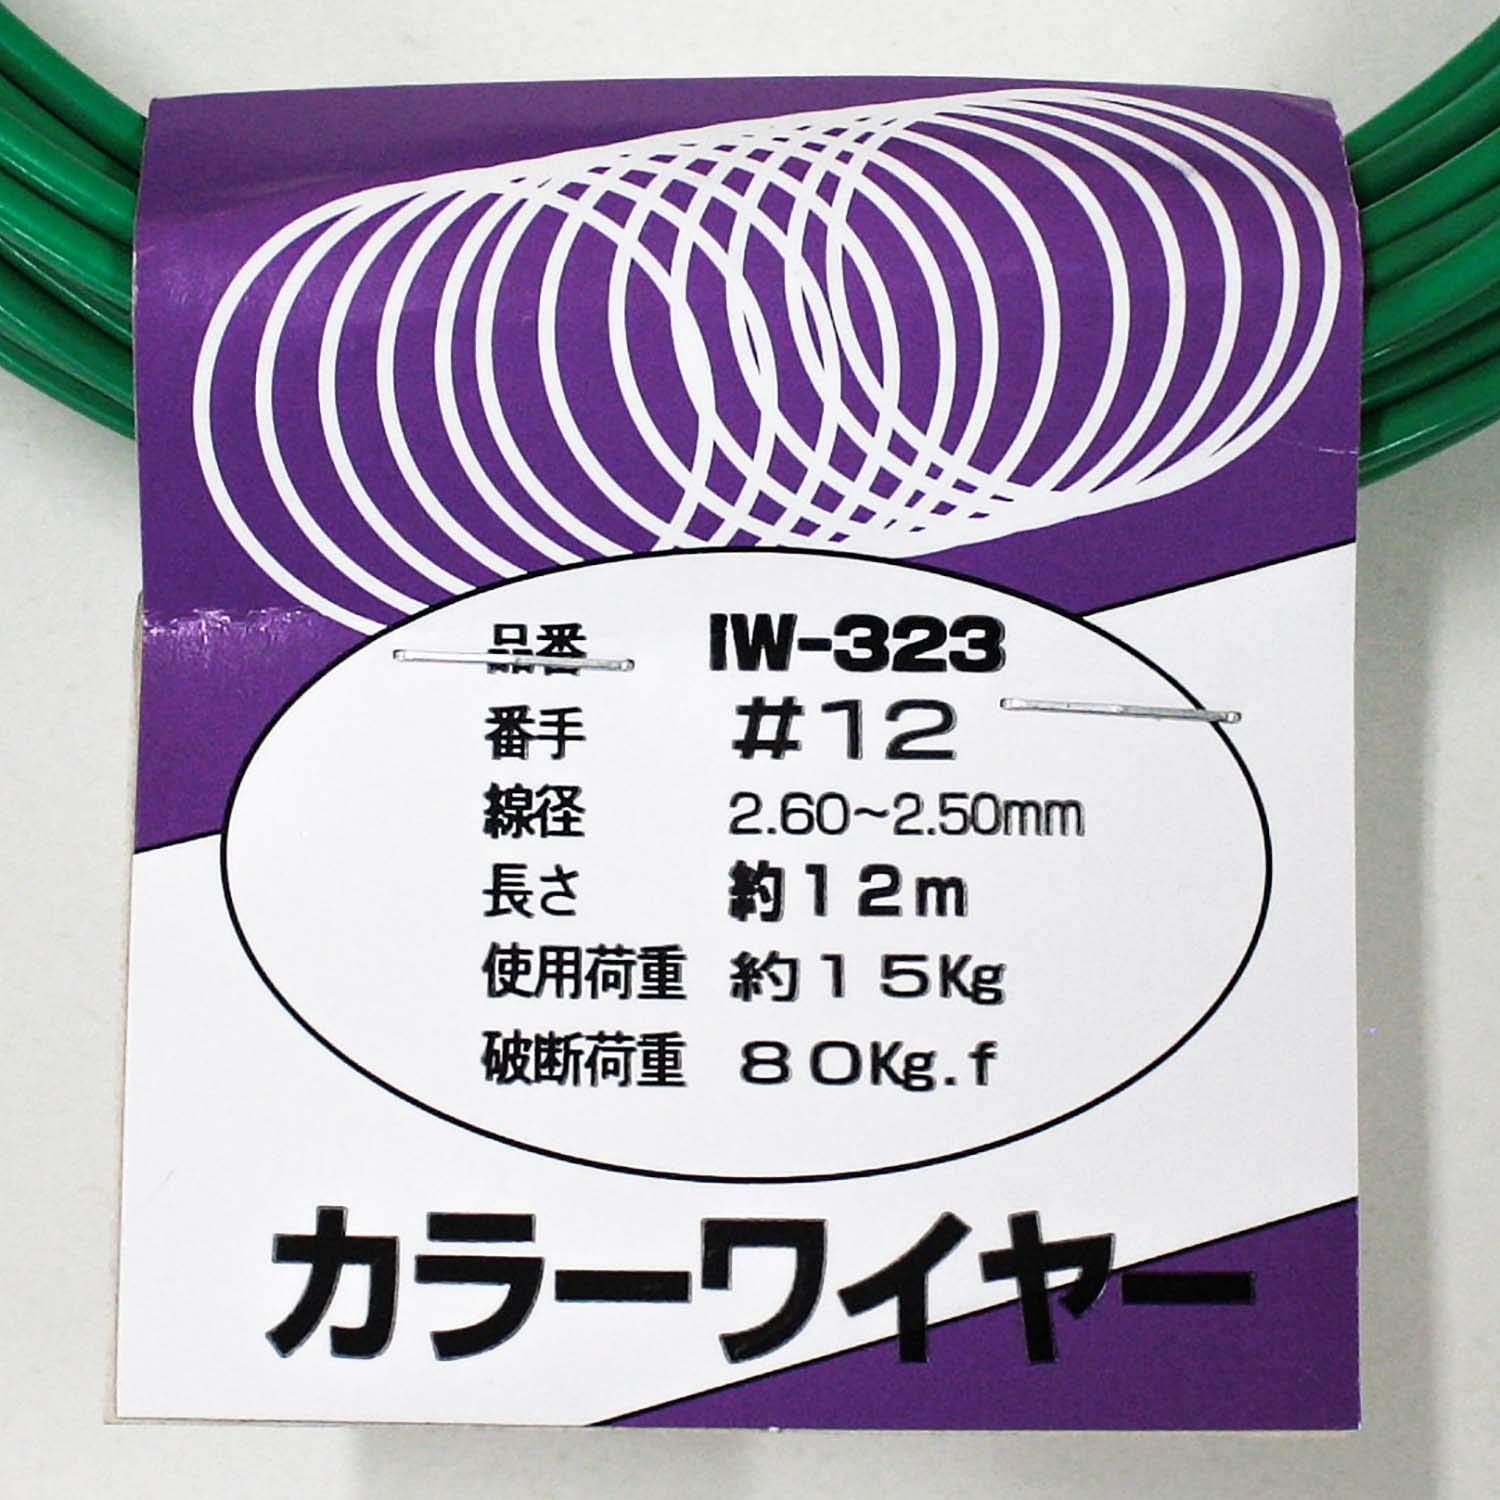 品番 IW-323
番手 #12
線径 2.60~2.50mm
長さ 約12m
使用荷重 約15Kg
破断荷重 80Kg.f
カラーワイヤー